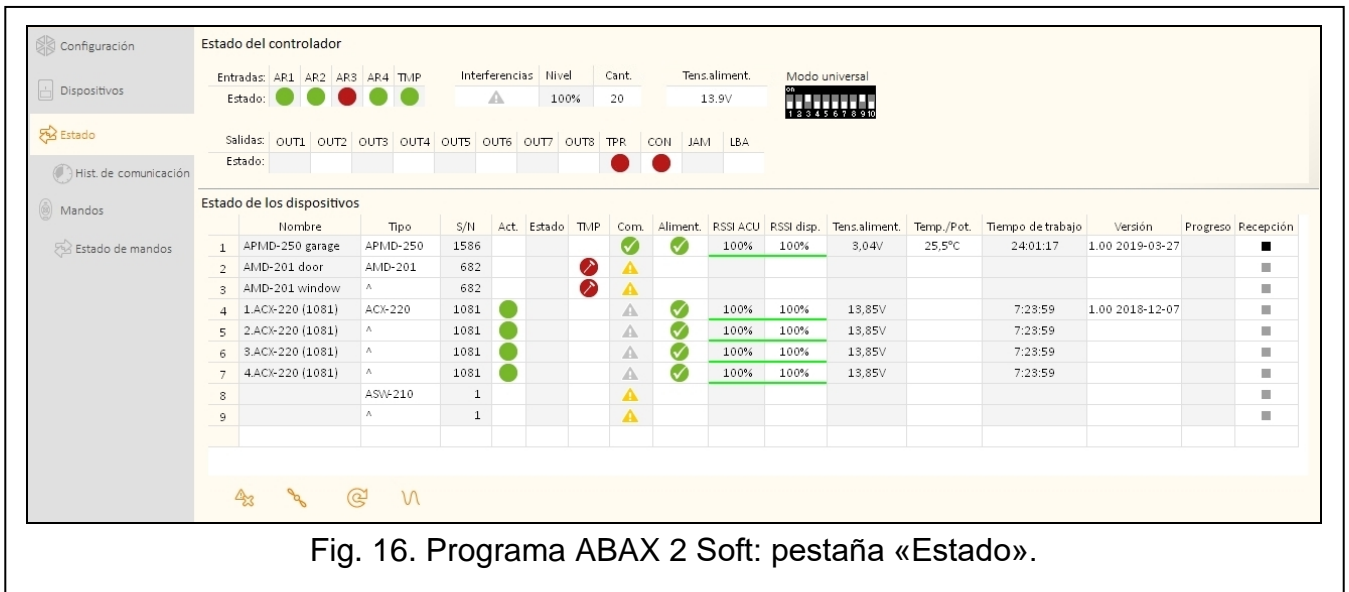 Configuración
Dispositivos
Estado
Hist. de comunicación
Mandos
Estado de mandos
Estado del controlador
Entradas: AR1 AR2 AR3 AR4 TMP
Estado:
Interferencias Nivel Cant.
100% 20
Tens.aliment.
13.9V
Modo universal
on
1 2 3 4 5 6 7 8 9 10
Salidas: OUT1 OUT2 OUT3 OUT4 OUT5 OUT6 OUT7 OUT8 TPR CON JAM LBA
Estado:
Estado de los dispositivos
Nombre Tipo S/N Act. Estado TMP Com. Aliment. RSSI ACU RSSI disp. Tens.aliment. Temp./Pot. Tiempo de trabajo Versión Progreso Recepción
1 APMD-250 garage APMD-250 1586 100% 100% 3,04V 25,5°C 24:01:17 1.00 2019-03-27
2 AMD-201 door AMD-201 682
3 AMD-201 window ^ 682
4 1.ACX-220 (1081) ACX-220 1081 100% 100% 13,85V 7:23:59 1.00 2018-12-07
5 2.ACX-220 (1081) ^ 1081 100% 100% 13,85V 7:23:59
6 3.ACX-220 (1081) ^ 1081 100% 100% 13,85V 7:23:59
7 4.ACX-220 (1081) ^ 1081 100% 100% 13,85V 7:23:59
8 ASW-210 1
9 ^ 1
Fig. 16. Programa ABAX 2 Soft: pestaña «Estado».